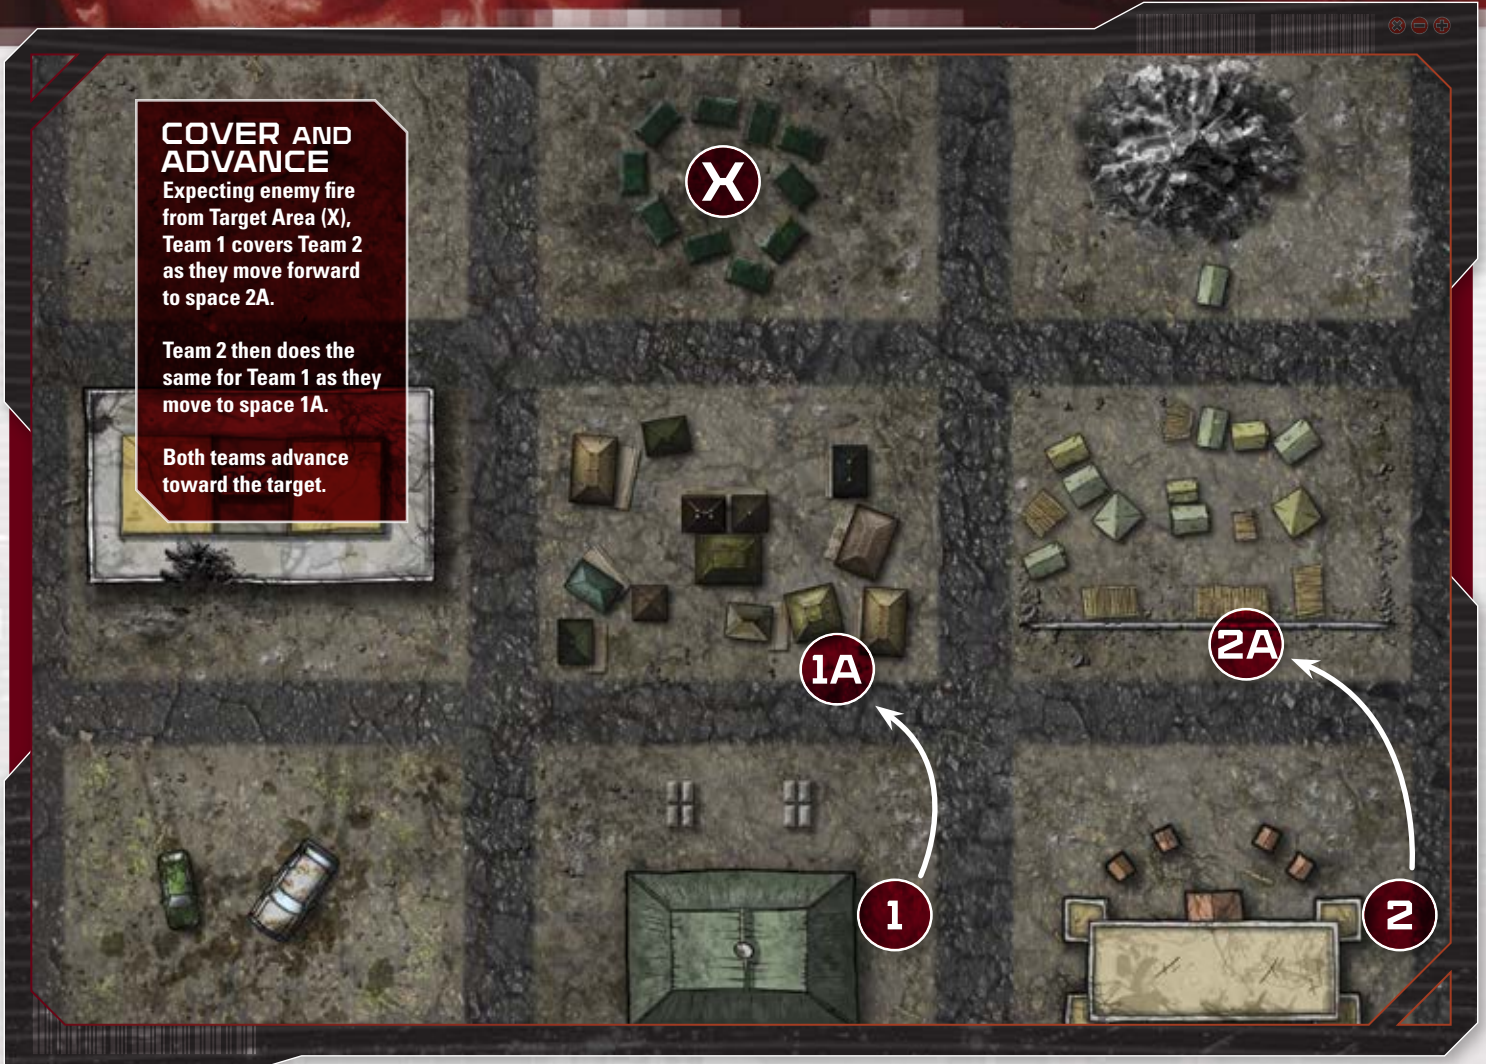 COVER AND
ADVANCE
Expecting enemy fire
from Target Area (X),
Team 1 covers Team 2
as they move forward
to space 2A.
Team 2 then does the
same for Team 1 as they
move to space 1A.
Both teams advance
toward the target.
X
1A
2A
1
2